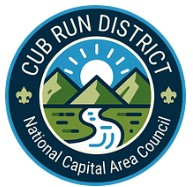 CUB RUN DISTRICT
National Capital Area Council